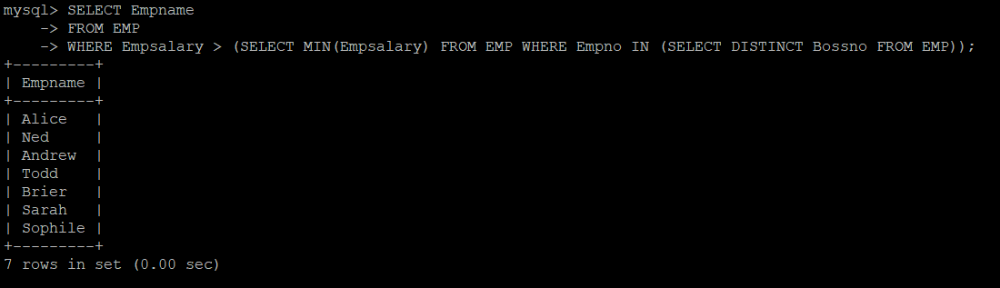 mysql> SELECT Empname
    -> FROM EMP
    -> WHERE Empsalary > (SELECT MIN(Empsalary) FROM EMP WHERE Empno IN (SELECT DISTINCT Bossno FROM EMP));
+---------+
| Empname |
+---------+
| Alice   |
| Ned     |
| Andrew  |
| Todd    |
| Brier   |
| Sarah   |
| Sophile |
+---------+
7 rows in set (0.00 sec)